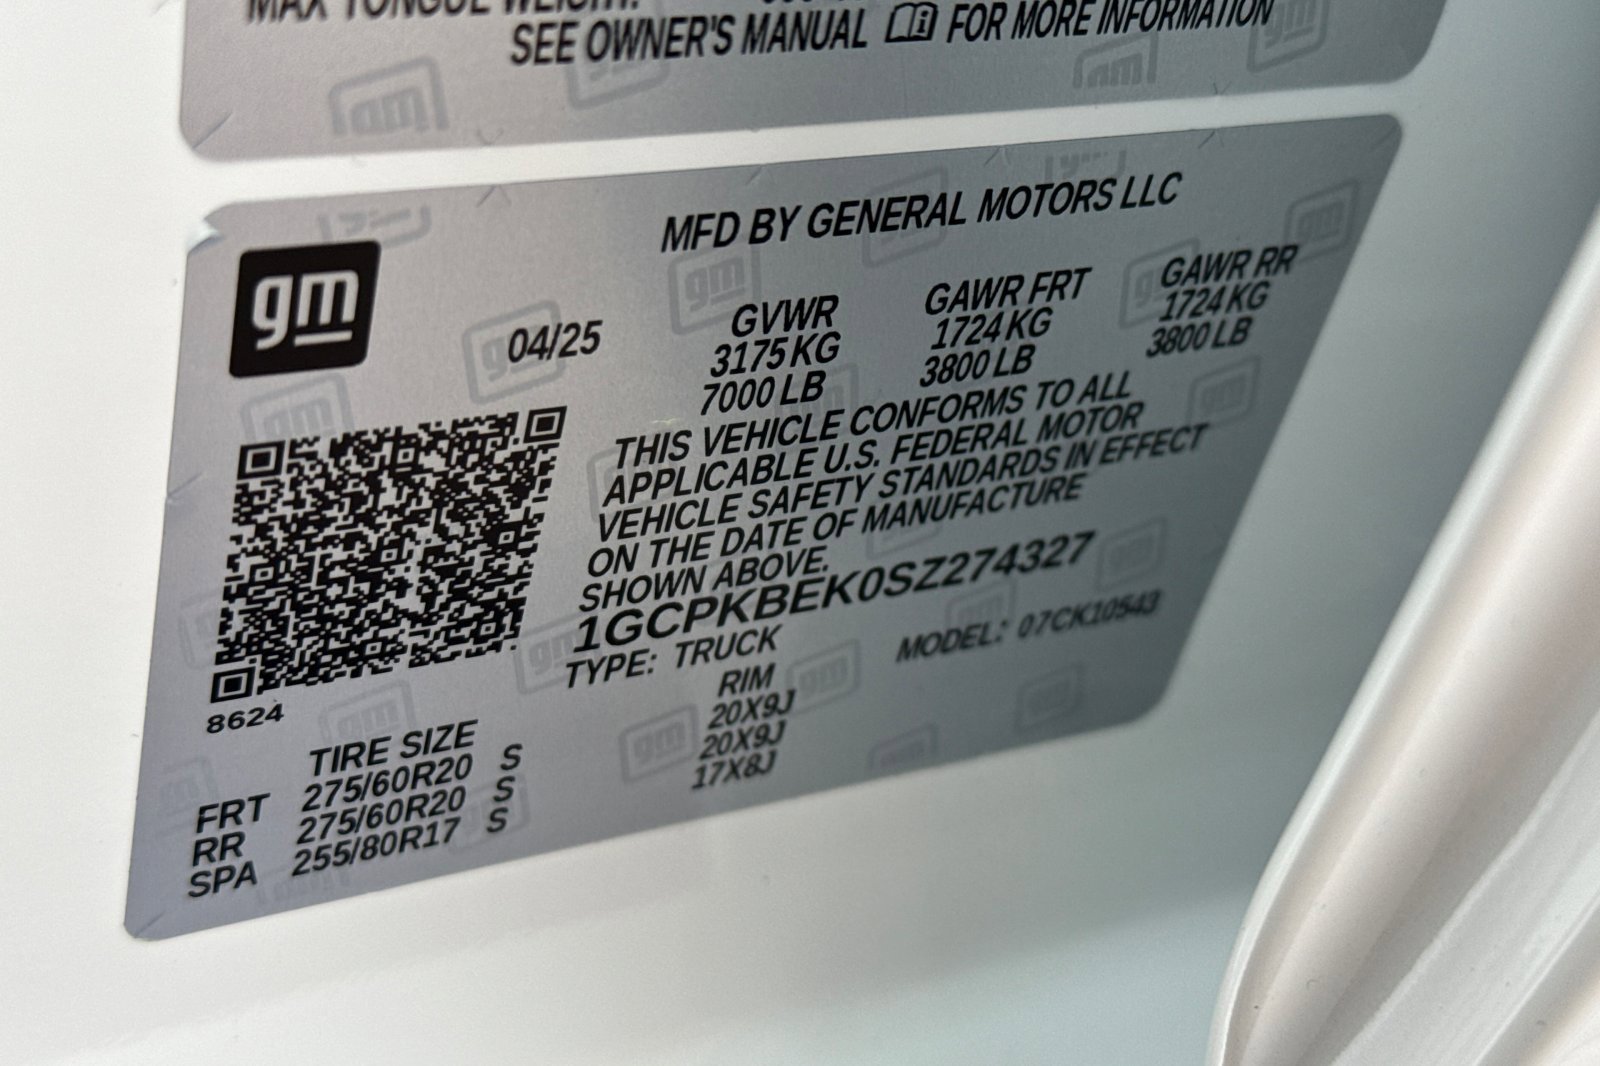 MAX TONGUE WEIGHT:
SEE OWNER'S MANUAL FOR MORE INFORMATION
MFD BY GENERAL MOTORS LLC
gm
04/25
GVWR GAWR FRT GAWR RR
3175 KG 1724 KG 1724 KG
7000 LB 3800 LB 3800 LB
THIS VEHICLE CONFORMS TO ALL
APPLICABLE U.S. FEDERAL MOTOR
VEHICLE SAFETY STANDARDS IN EFFECT
ON THE DATE OF MANUFACTURE
SHOWN ABOVE.
1GCPKBEK0SZ274327
TYPE: TRUCK MODEL: 07CK10543
8624
TIRE SIZE RIM
FRT 275/60R20 S 20X9J
RR 275/60R20 S 20X9J
SPA 255/80R17 S 17X8J